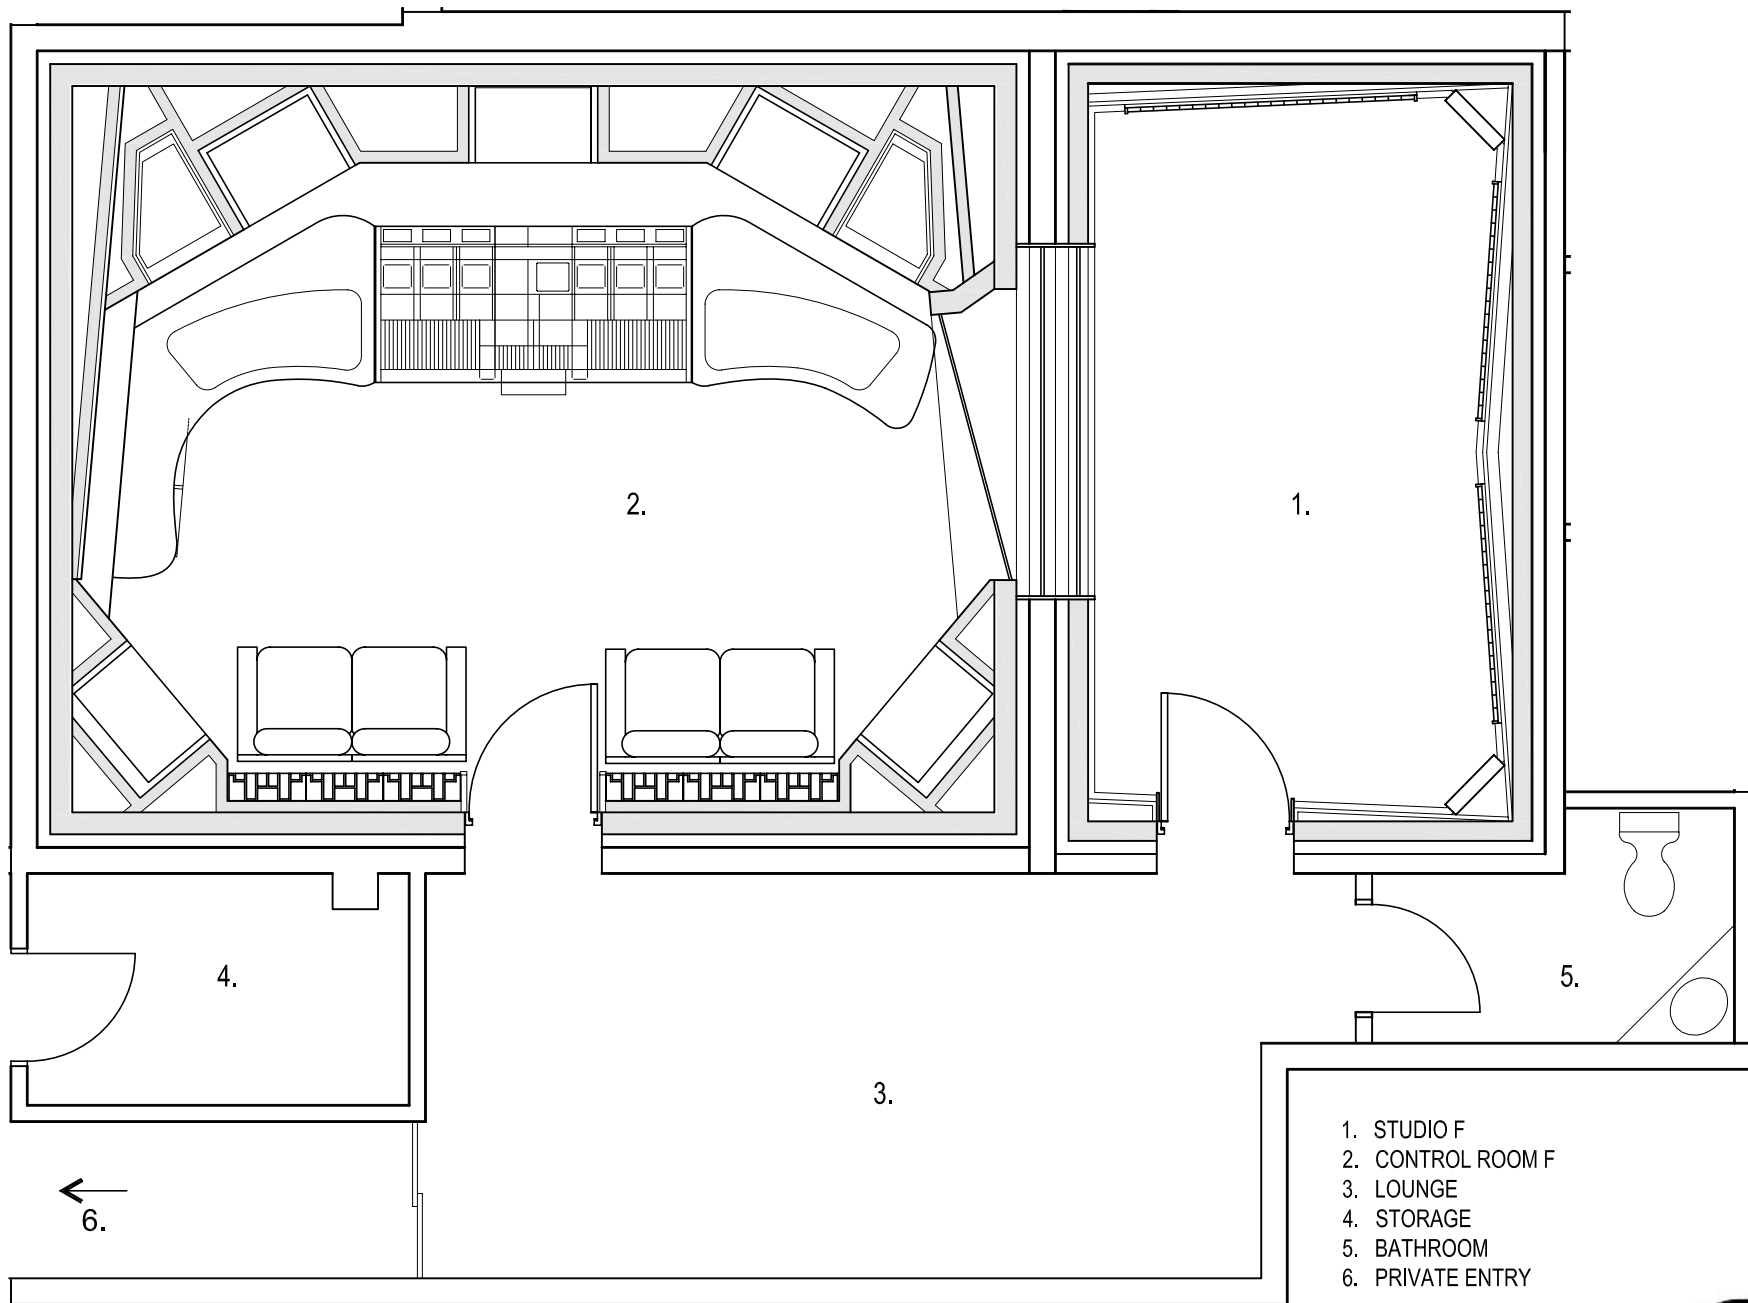 2.
1.
4.
5.
3.
6.
1. STUDIO F
2. CONTROL ROOM F
3. LOUNGE
4. STORAGE
5. BATHROOM
6. PRIVATE ENTRY